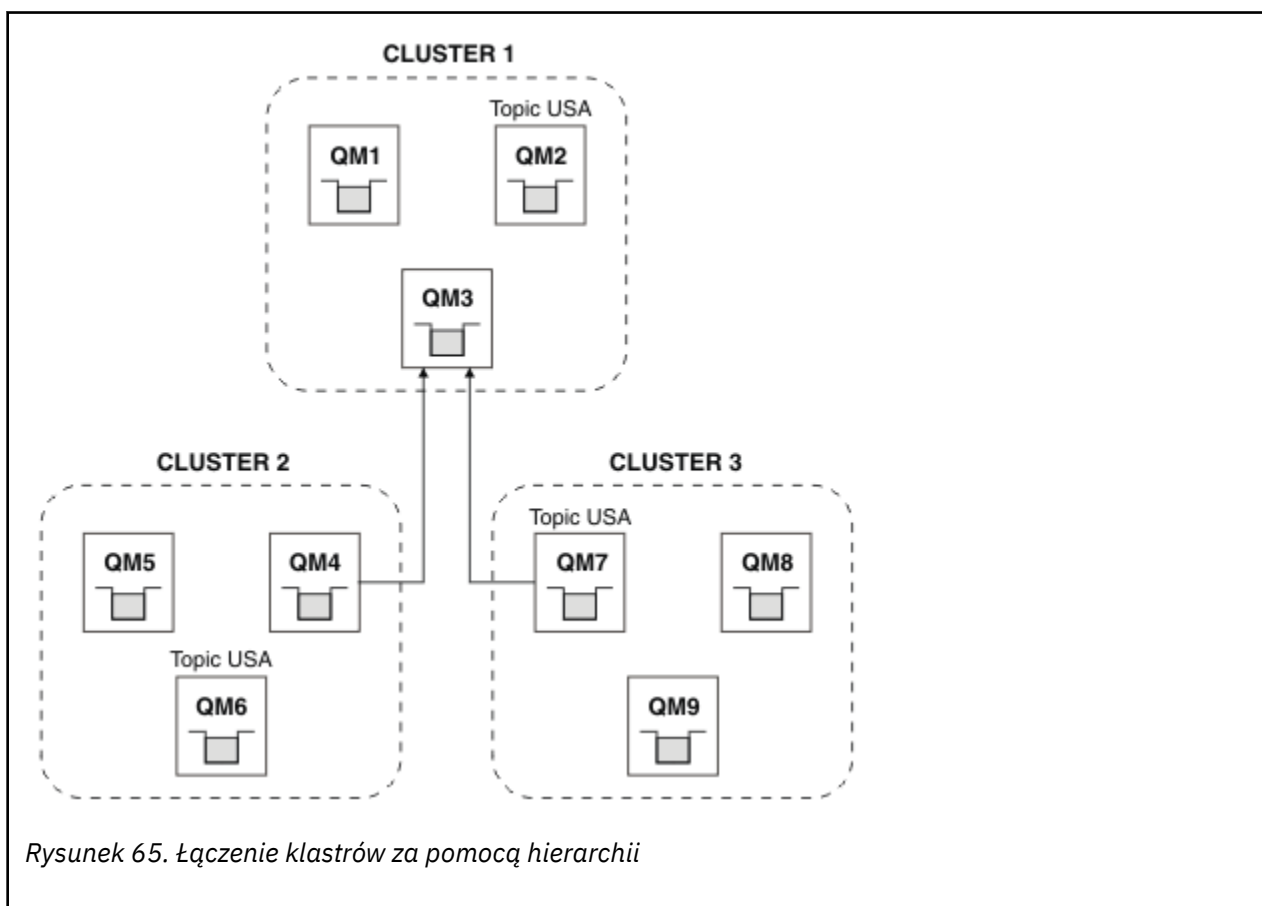 CLUSTER 1
Topic USA
QM1
QM2
QM3
CLUSTER 2
CLUSTER 3
Topic USA
QM5
QM4
QM7
QM8
Topic USA
QM6
QM9
Rysunek 65. Łączenie klastrów za pomocą hierarchii